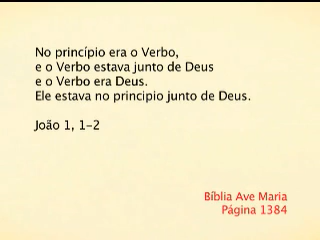 No princípio era o Verbo,
e o Verbo estava junto de Deus
e o Verbo era Deus.
Ele estava no principio junto de Deus.
João 1, 1-2
Bíblia Ave Maria
Página 1384